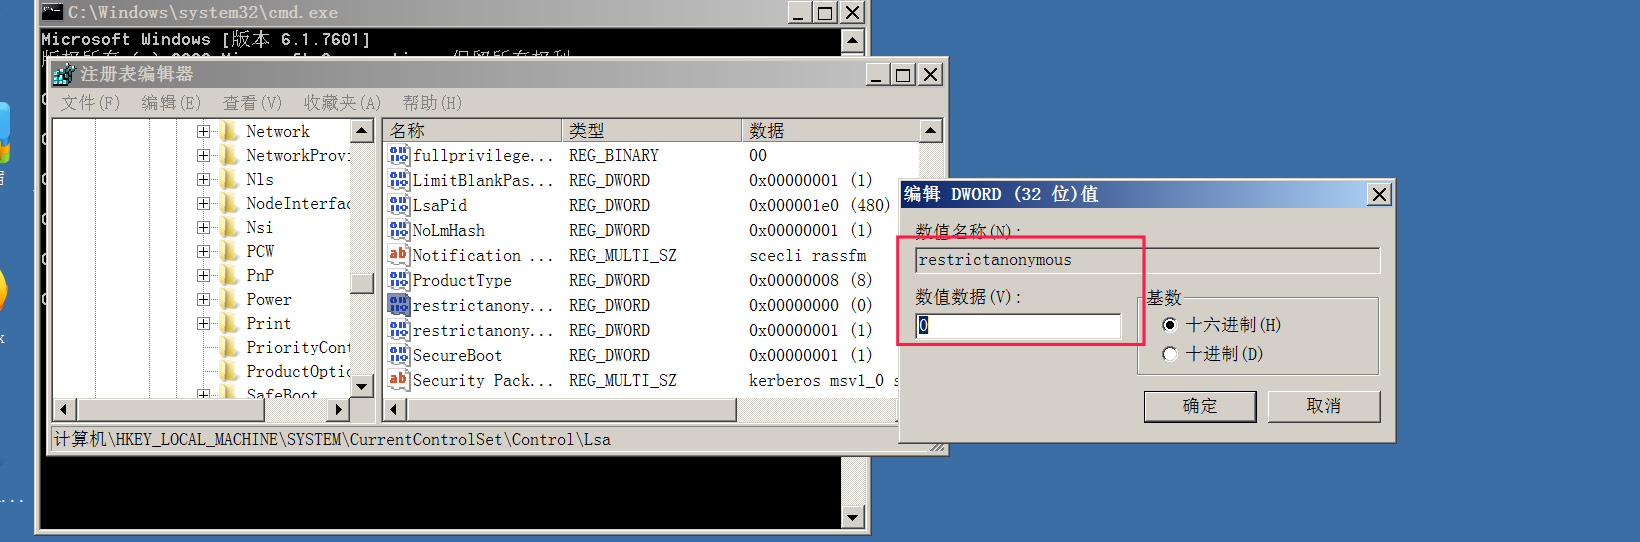 C:\Windows\system32\cmd.exe
Microsoft Windows [版本 6.1.7601]
注册表编辑器
文件(F) 编辑(E) 查看(V) 收藏夹(A) 帮助(H)
Network
NetworkProvi
Nls
NodeInterfac
Nsi
PCW
PnP
Power
Print
PriorityCont
ProductOptio
SafeBoot
名称 类型 数据
fullprivilege... REG_BINARY 00
LimitBlankPas... REG_DWORD 0x00000001 (1)
LsaPid REG_DWORD 0x000001e0 (480)
NoLmHash REG_DWORD 0x00000001 (1)
Notification ... REG_MULTI_SZ scecli rassfm
ProductType REG_DWORD 0x00000008 (8)
restrictanony... REG_DWORD 0x00000000 (0)
restrictanony... REG_DWORD 0x00000001 (1)
SecureBoot REG_DWORD 0x00000001 (1)
Security Pack... REG_MULTI_SZ kerberos msv1_0 s
计算机\HKEY_LOCAL_MACHINE\SYSTEM\CurrentControlSet\Control\Lsa
编辑 DWORD (32 位)值
数值名称(N):
restrictanonymous
数值数据(V):
0
基数
十六进制(H)
十进制(D)
确定
取消